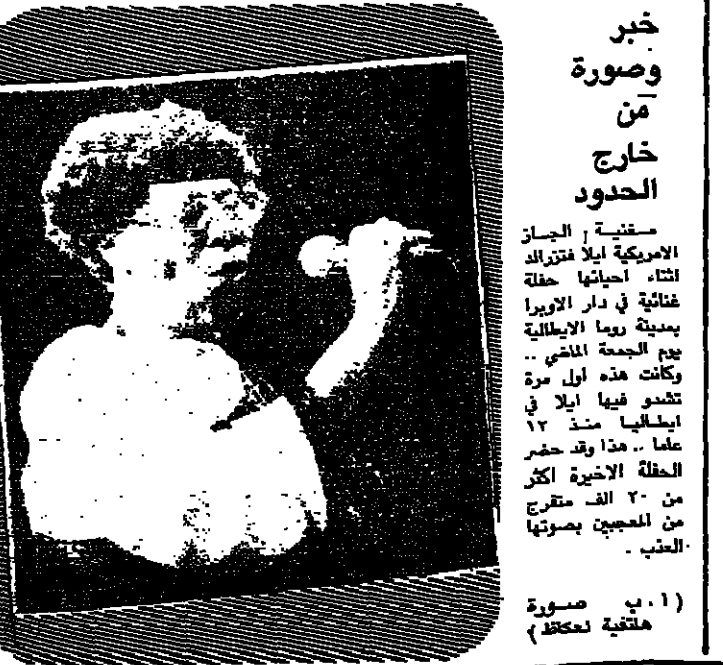 خبر
وصورة
من
خارج
الحدود
مغنية الجاز
الامريكية ايلا فتزرالد
اثناء احيائها حفلة
غنائية في دار الاوبرا
بمدينة روما الايطالية
يوم الجمعة الماضي ..
وكانت هذه أول مرة
تشدو فيها ايلا في
ايطاليا منذ ١٢
عاما .. هذا وقد حضر
الحفلة الاخيرة اكثر
من ٢٠ الف متفرج
من المعجبين بصوتها
العذب .
(ا.ب صورة
هاتفية لعكاظ)